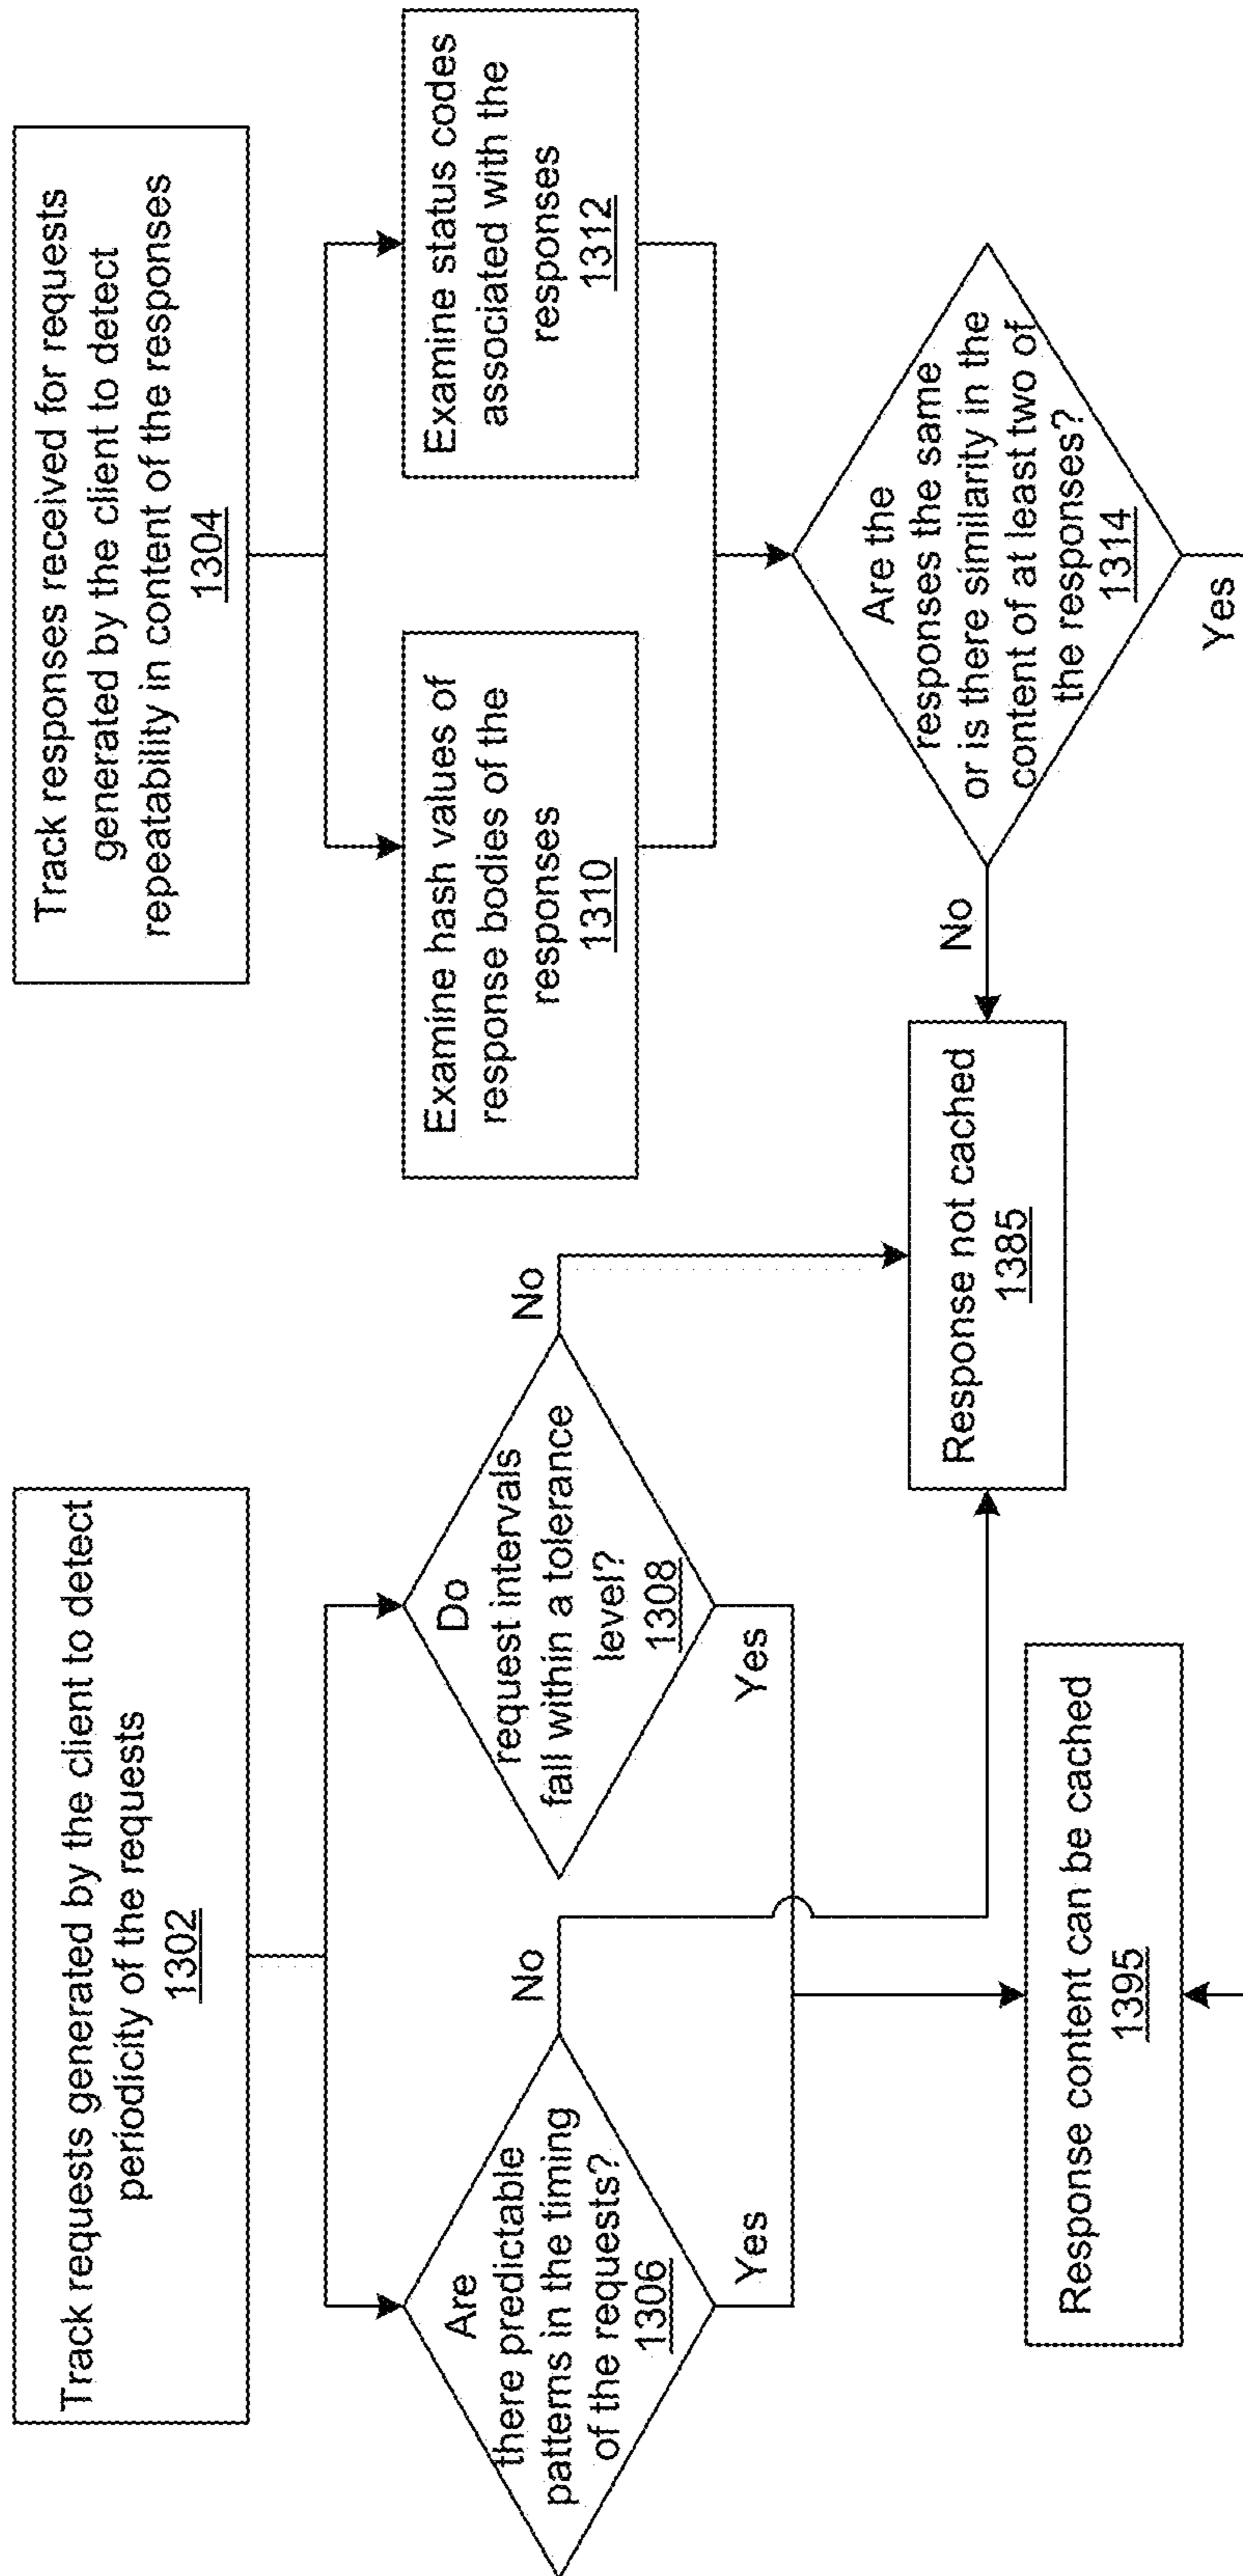 Track requests generated by the client to detect
periodicity of the requests
1302
Track responses received for requests
generated by the client to detect
repeatability in content of the responses
1304
Are
there predictable
patterns in the timing
of the requests?
1306
No
Yes
Do
request intervals
fall within a tolerance
level?
1308
No
Yes
Examine hash values of
response bodies of the
responses
1310
Examine status codes
associated with the
responses
1312
Are the
responses the same
or is there similarity in the
content of at least two of
the responses?
1314
No
Yes
Response not cached
1385
Response content can be cached
1395